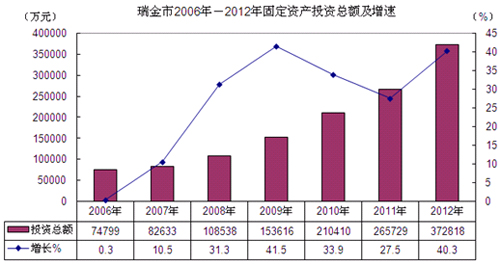 瑞金市2006年－2012年固定资产投资总额及增速
（万元） （%）
400000 45
350000 40
300000 35
250000 30
200000 25
150000 20
100000 15
50000 10
0 5
0
2006年 2007年 2008年 2009年 2010年 2011年 2012年
投资总额 74799 82633 108538 153616 210410 265729 372818
增长% 0.3 10.5 31.3 41.5 33.9 27.5 40.3